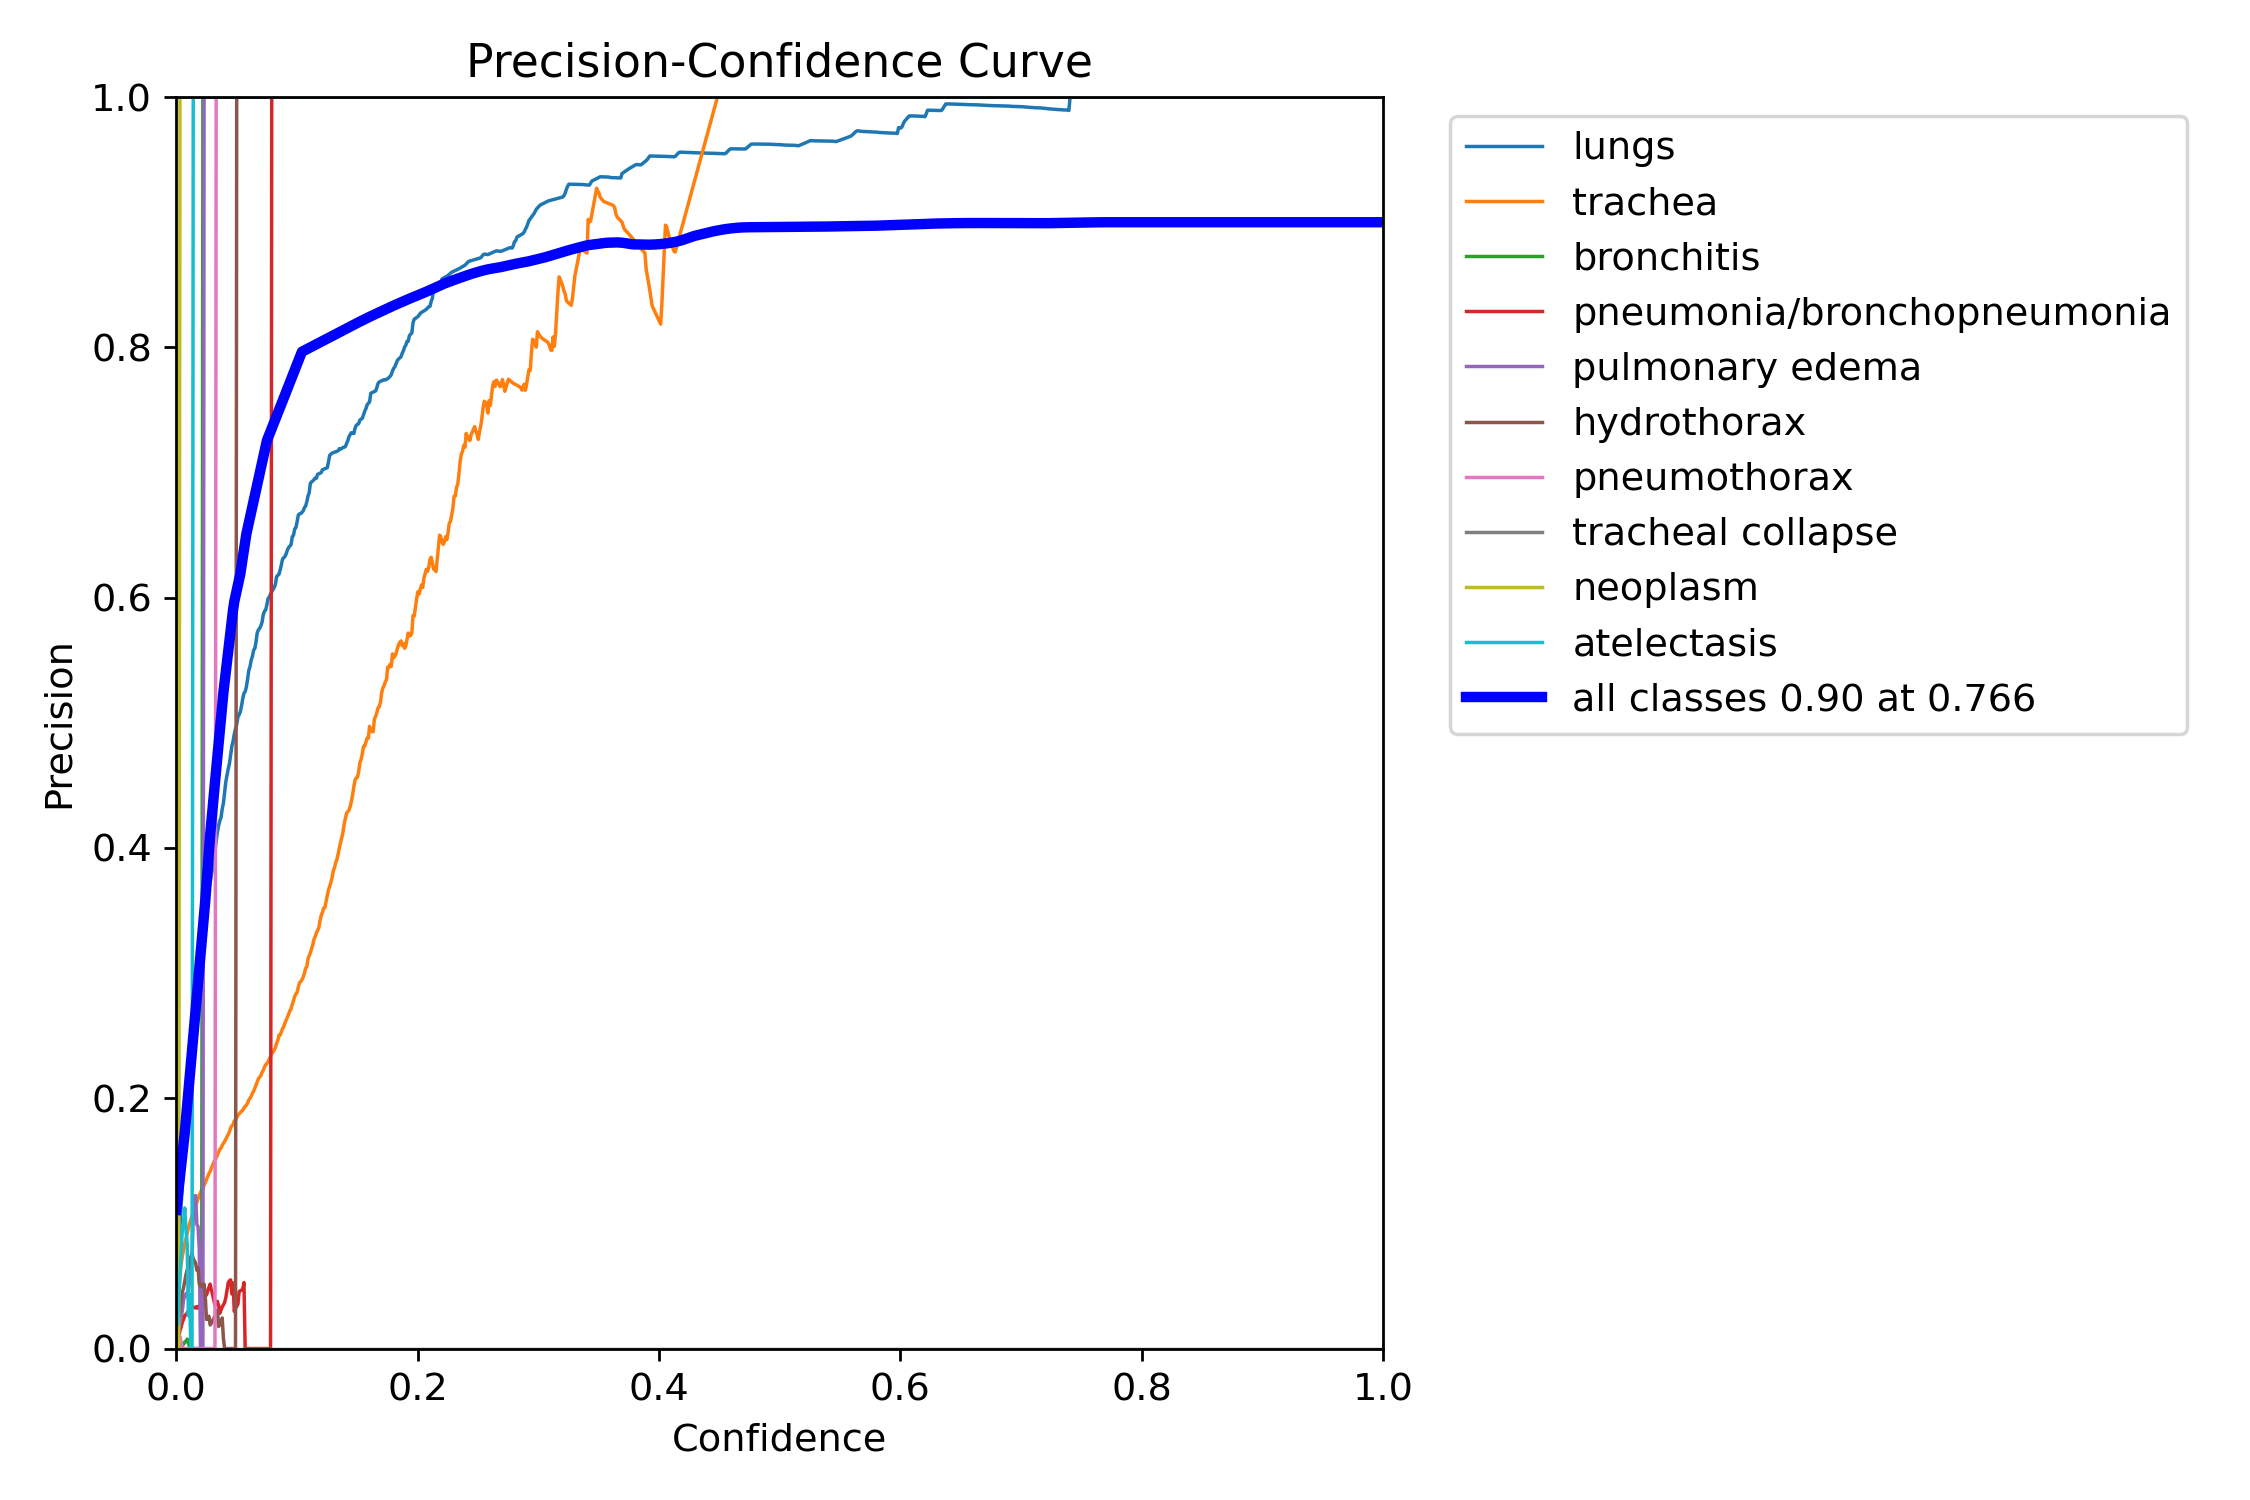 Precision-Confidence Curve
1.0
0.8
0.6
0.4
0.2
0.0
Precision
0.0 0.2 0.4 0.6 0.8 1.0
Confidence
lungs
trachea
bronchitis
pneumonia/bronchopneumonia
pulmonary edema
hydrothorax
pneumothorax
tracheal collapse
neoplasm
atelectasis
all classes 0.90 at 0.766